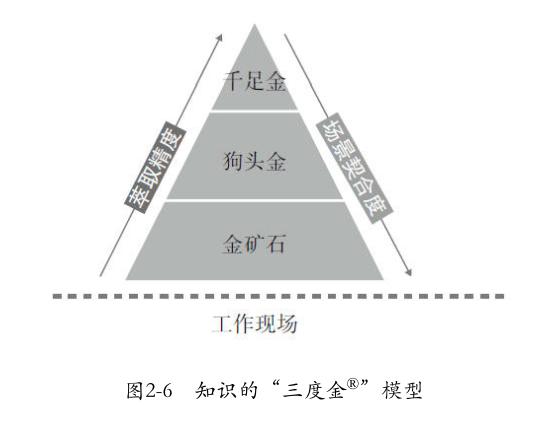 千足金
萃取精度
场景契合度
狗头金
金矿石
工作现场
图2-6 知识的“三度金®”模型